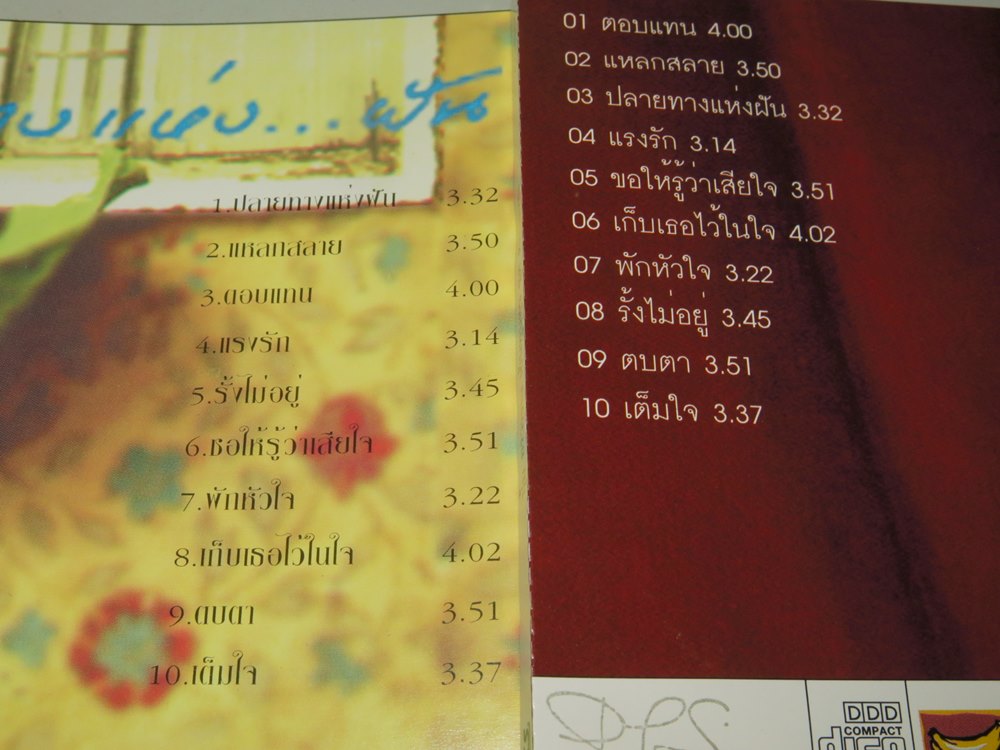 แห่ง...ฝัน
1.ปลายทางแห่งฝัน 3.32
2.แหลกสลาย 3.50
3.ตอบแทน 4.00
4.แรงรัก 3.14
5.รั้งไม่อยู่ 3.45
6.ขอให้รู้ว่าเสียใจ 3.51
7.พักหัวใจ 3.22
8.เก็บเธอไว้ในใจ 4.02
9.ตบตา 3.51
10.เต็มใจ 3.37
01 ตอบแทน 4.00
02 แหลกสลาย 3.50
03 ปลายทางแห่งฝัน 3.32
04 แรงรัก 3.14
05 ขอให้รู้ว่าเสียใจ 3.51
06 เก็บเธอไว้ในใจ 4.02
07 พักหัวใจ 3.22
08 รั้งไม่อยู่ 3.45
09 ตบตา 3.51
10 เต็มใจ 3.37
DDD
COMPACT
disc